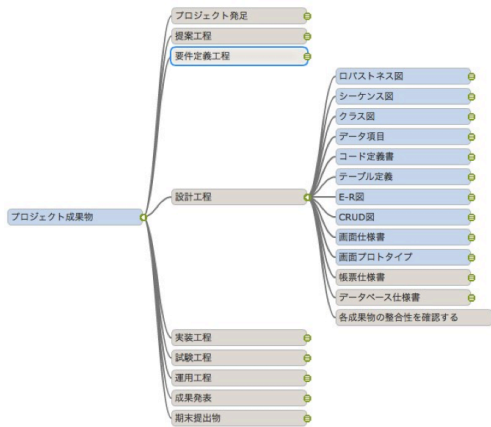 プロジェクト発足
提案工程
要件定義工程
ロバストネス図
シーケンス図
クラス図
データ項目
コード定義書
テーブル定義
設計工程
E-R図
プロジェクト成果物
CRUD図
画面仕様書
画面プロトタイプ
帳票仕様書
データベース仕様書
各成果物の整合性を確認する
実装工程
試験工程
運用工程
成果発表
期末提出物